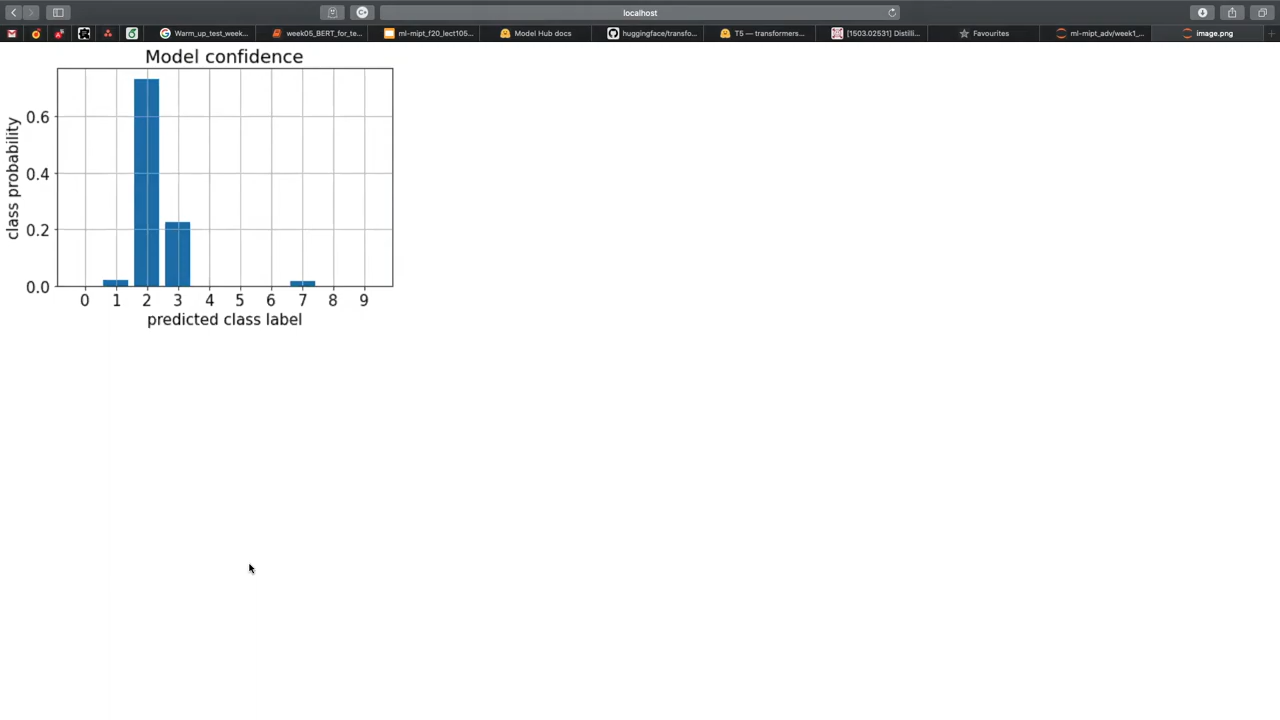 localhost
Warm_up_test_week...
week05_BERT_for_te...
ml-mipt_f20_lect105...
Model Hub docs
huggingface/transfo...
T5 — transformers...
[1503.02531] Distilli...
Favourites
ml-mipt_adv/week1_...
image.png
Model confidence
class probability
0.6
0.4
0.2
0.0
0 1 2 3 4 5 6 7 8 9
predicted class label